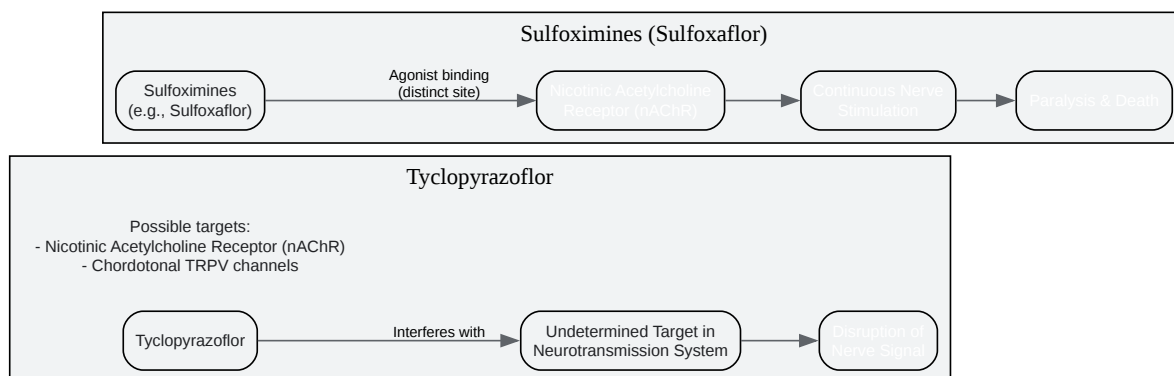 Sulfoximines (Sulfoxaflor)
Sulfoximines
(e.g., Sulfoxaflor)
Agonist binding
(distinct site)
Nicotinic Acetylcholine
Receptor (nAChR)
Continuous Nerve
Stimulation
Paralysis & Death
Tyclopyrazoflor
Possible targets:
- Nicotinic Acetylcholine Receptor (nAChR)
- Chordotonal TRPV channels
Tyclopyrazoflor
Interferes with
Undetermined Target in
Neurotransmission System
Disruption of
Nerve Signal